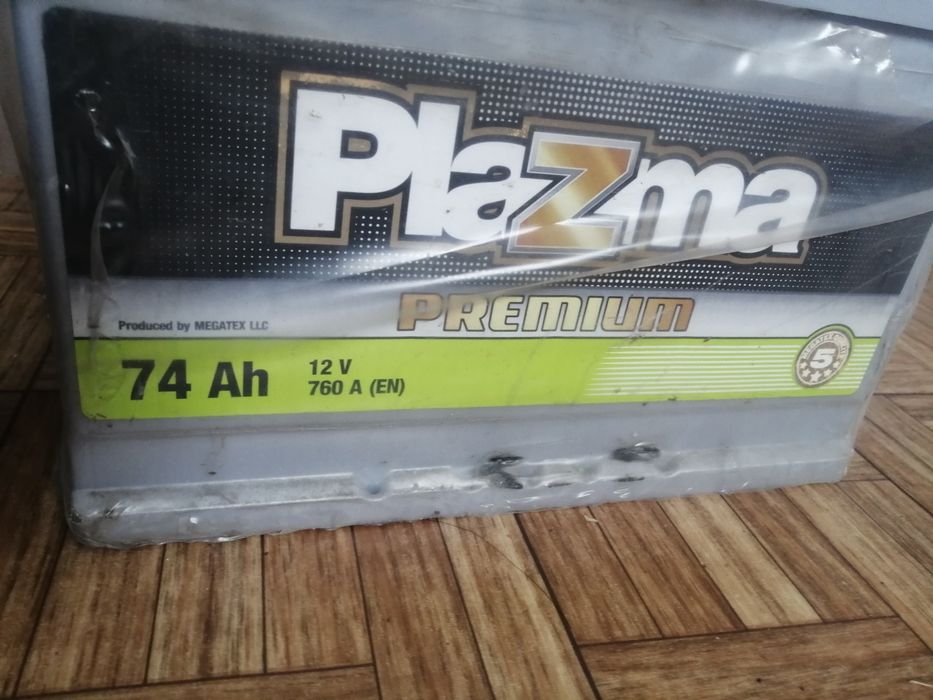 PlaZma
PREMIUM
Produced by MEGATEX LLC
74 Ah
12 V
760 A (EN)
5